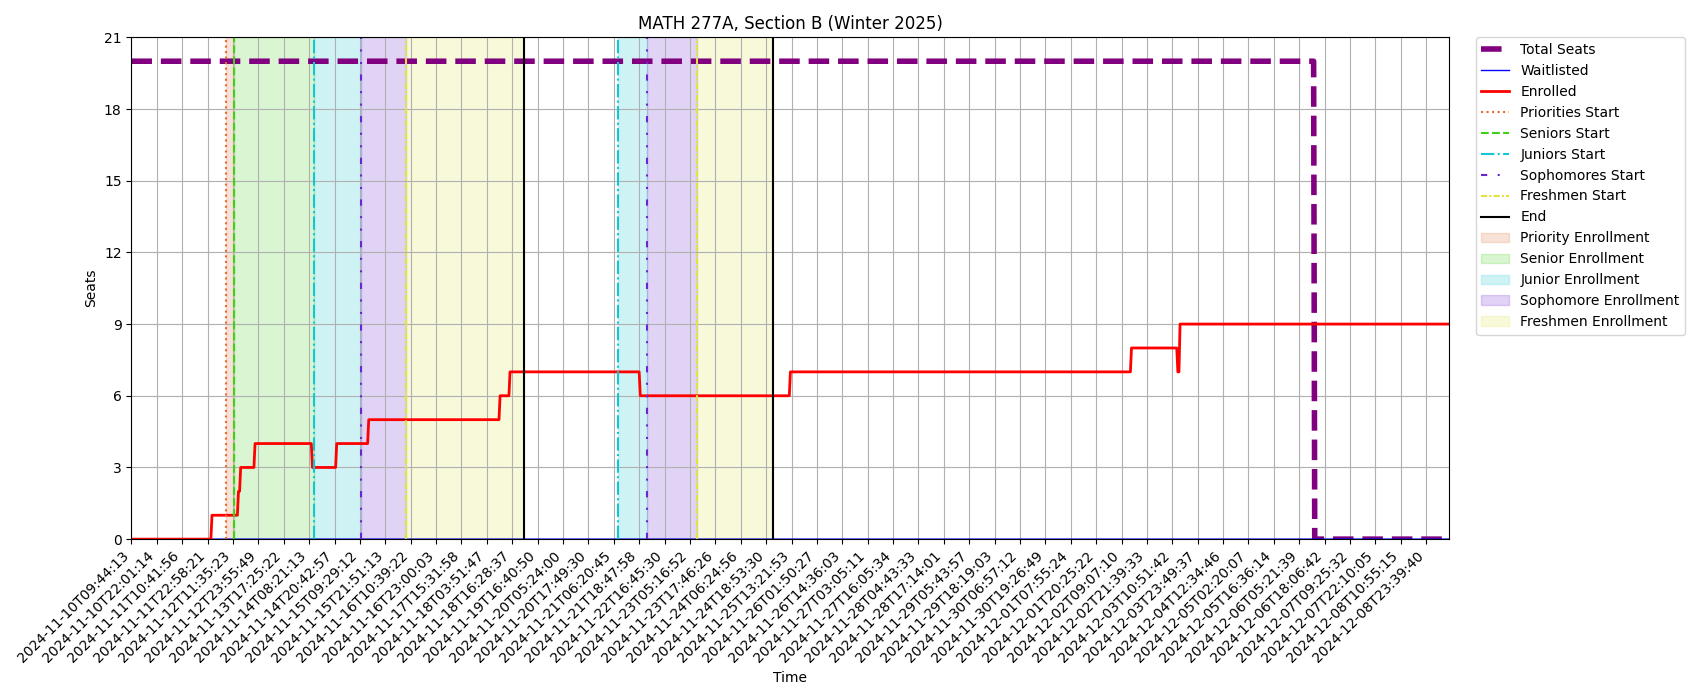 MATH 277A, Section B (Winter 2025)
Seats
21
18
15
12
9
6
3
0
2024-11-10T09:44:13
2024-11-10T22:01:14
2024-11-11T10:41:56
2024-11-11T22:58:21
2024-11-12T11:35:23
2024-11-12T23:55:49
2024-11-13T17:25:22
2024-11-14T08:21:13
2024-11-14T20:42:57
2024-11-15T09:29:12
2024-11-15T21:51:13
2024-11-16T10:39:22
2024-11-16T23:00:03
2024-11-17T15:31:58
2024-11-18T03:51:47
2024-11-18T16:28:37
2024-11-19T16:40:50
2024-11-20T05:24:00
2024-11-20T17:49:30
2024-11-21T06:20:45
2024-11-21T18:47:58
2024-11-22T16:45:30
2024-11-23T05:16:52
2024-11-23T17:46:26
2024-11-24T06:24:56
2024-11-24T18:53:30
2024-11-25T13:21:53
2024-11-26T01:50:27
2024-11-26T14:36:03
2024-11-27T03:05:11
2024-11-27T16:05:34
2024-11-28T04:43:33
2024-11-28T17:14:01
2024-11-29T05:43:57
2024-11-29T18:19:03
2024-11-30T06:57:12
2024-11-30T19:26:49
2024-12-01T07:55:24
2024-12-01T20:25:22
2024-12-02T09:07:10
2024-12-02T21:39:33
2024-12-03T10:51:42
2024-12-03T23:49:37
2024-12-04T12:34:46
2024-12-05T02:20:07
2024-12-05T16:36:14
2024-12-06T05:21:39
2024-12-06T18:06:42
2024-12-07T09:25:32
2024-12-07T22:10:05
2024-12-08T10:55:15
2024-12-08T23:39:40
Time
Total Seats
Waitlisted
Enrolled
Priorities Start
Seniors Start
Juniors Start
Sophomores Start
Freshmen Start
End
Priority Enrollment
Senior Enrollment
Junior Enrollment
Sophomore Enrollment
Freshmen Enrollment